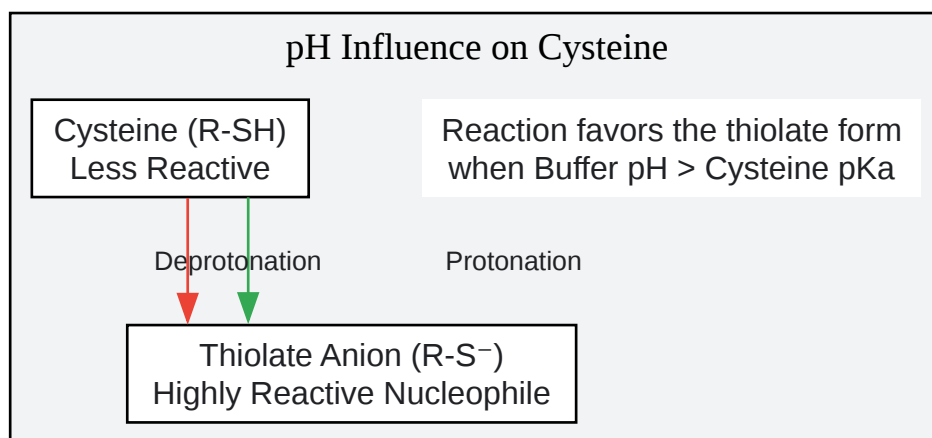 pH Influence on Cysteine
Cysteine (R-SH)
Less Reactive
Reaction favors the thiolate form
when Buffer pH > Cysteine pKa
Deprotonation
Protonation
Thiolate Anion (R-S⁻)
Highly Reactive Nucleophile